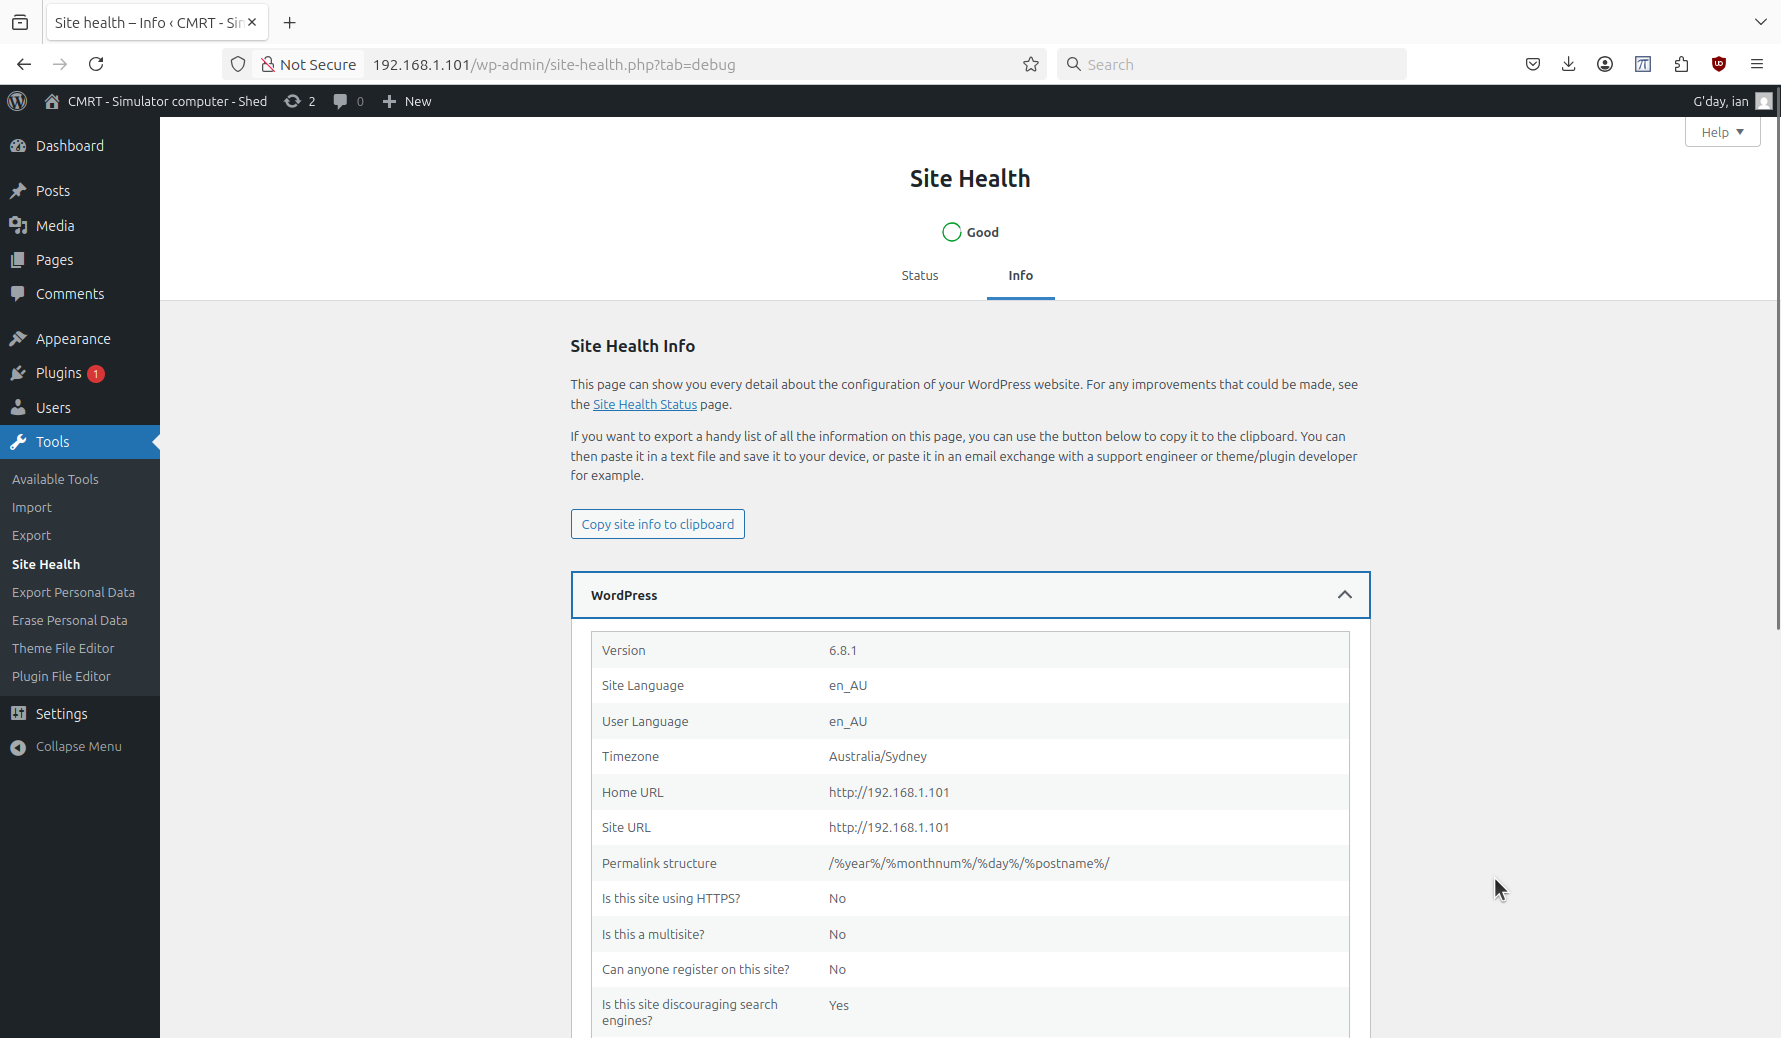 Site health – Info ‹ CMRT - Sin
Not Secure
192.168.1.101/wp-admin/site-health.php?tab=debug
Search
CMRT - Simulator computer - Shed
2
0
New
G'day, ian
Dashboard
Posts
Media
Pages
Comments
Appearance
Plugins 1
Users
Tools
Available Tools
Import
Export
Site Health
Export Personal Data
Erase Personal Data
Theme File Editor
Plugin File Editor
Settings
Collapse Menu
Help
Site Health
Good
Status
Info
Site Health Info
This page can show you every detail about the configuration of your WordPress website. For any improvements that could be made, see
the Site Health Status page.
If you want to export a handy list of all the information on this page, you can use the button below to copy it to the clipboard. You can
then paste it in a text file and save it to your device, or paste it in an email exchange with a support engineer or theme/plugin developer
for example.
Copy site info to clipboard
WordPress
Version 6.8.1
Site Language en_AU
User Language en_AU
Timezone Australia/Sydney
Home URL http://192.168.1.101
Site URL http://192.168.1.101
Permalink structure /%year%/%monthnum%/%day%/%postname%/
Is this site using HTTPS? No
Is this a multisite? No
Can anyone register on this site? No
Is this site discouraging search Yes
engines?